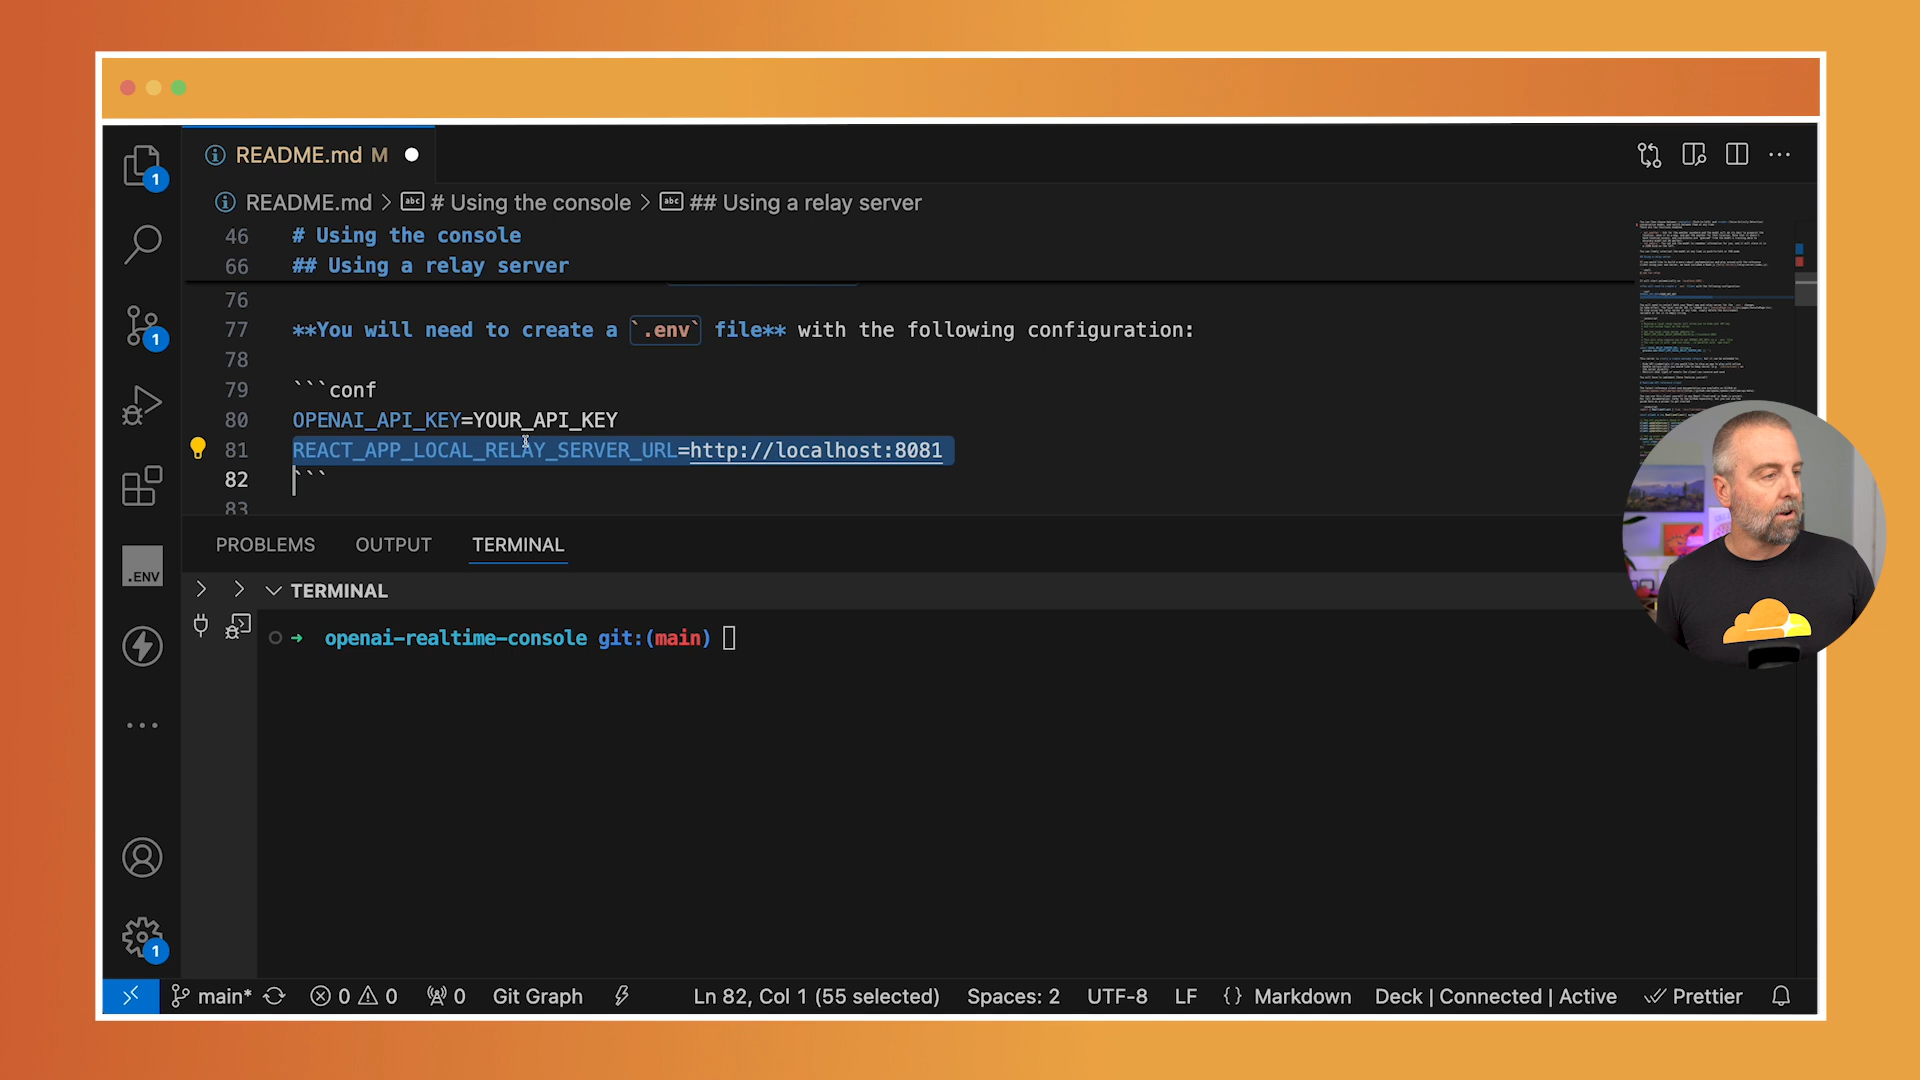 README.md M
README.md > # Using the console > ## Using a relay server
46 # Using the console
66 ## Using a relay server
76
77 **You will need to create a `.env` file** with the following configuration:
78
79 ```conf
80 OPENAI_API_KEY=YOUR_API_KEY
81 REACT_APP_LOCAL_RELAY_SERVER_URL=http://localhost:8081
82 ```
83
1
1
.ENV
1
PROBLEMS OUTPUT TERMINAL
TERMINAL
openai-realtime-console git:(main)
main* 0 0 0 Git Graph Ln 82, Col 1 (55 selected) Spaces: 2 UTF-8 LF {} Markdown Deck | Connected | Active Prettier